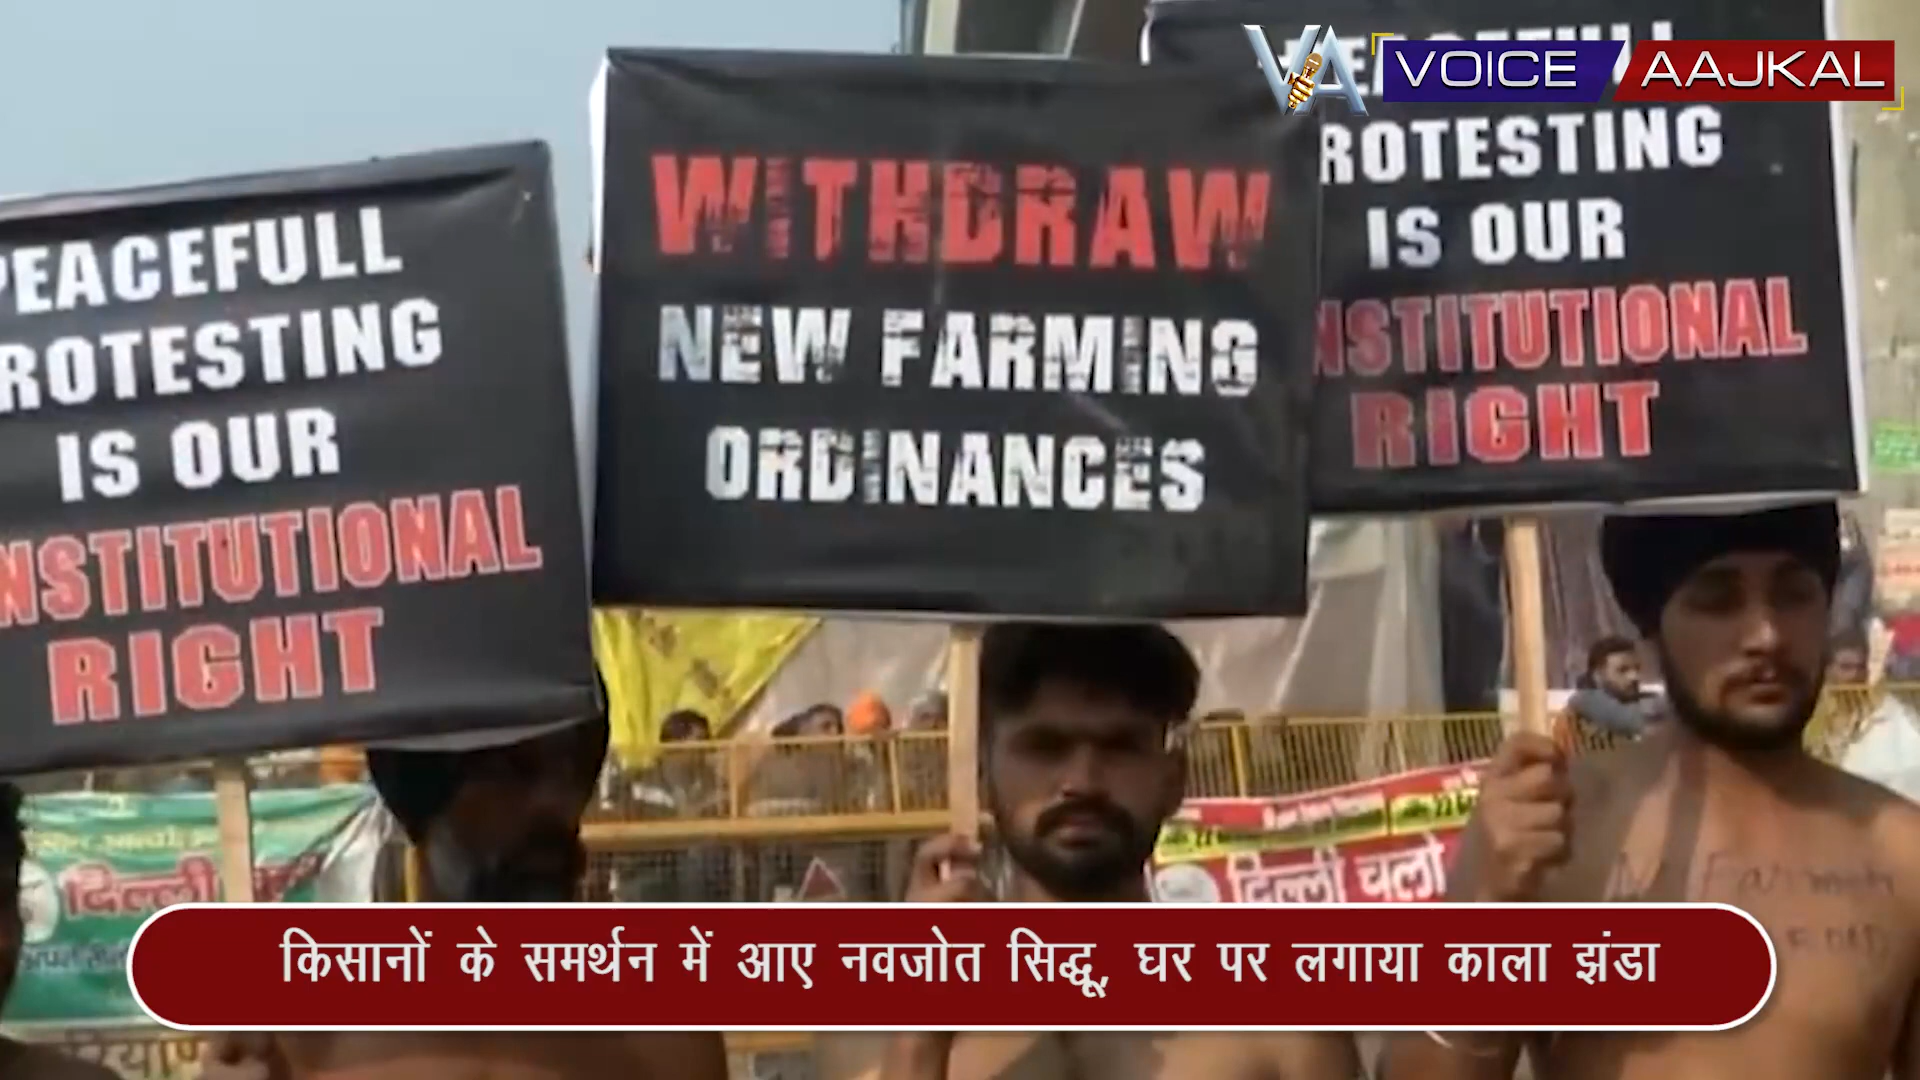 VOICE AAJKAL
PEACEFULL
ROTESTING
IS OUR
NSTITUTIONAL
RIGHT
WITHDRAW
NEW FARMING
ORDINANCES
ROTESTING
IS OUR
NSTITUTIONAL
RIGHT
दिल्ली
दिल्ली चलो
किसानों के समर्थन में आए नवजोत सिद्धू, घर पर लगाया काला झंडा